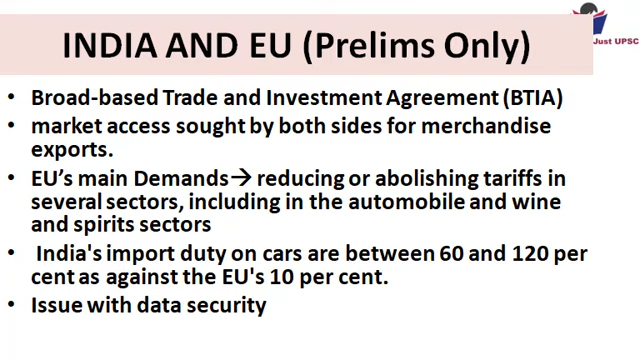 Just UPSC
INDIA AND EU (Prelims Only)
• Broad-based Trade and Investment Agreement (BTIA)
• market access sought by both sides for merchandise
exports.
• EU's main Demands→ reducing or abolishing tariffs in
several sectors, including in the automobile and wine
and spirits sectors
• India's import duty on cars are between 60 and 120 per
cent as against the EU's 10 per cent.
• Issue with data security